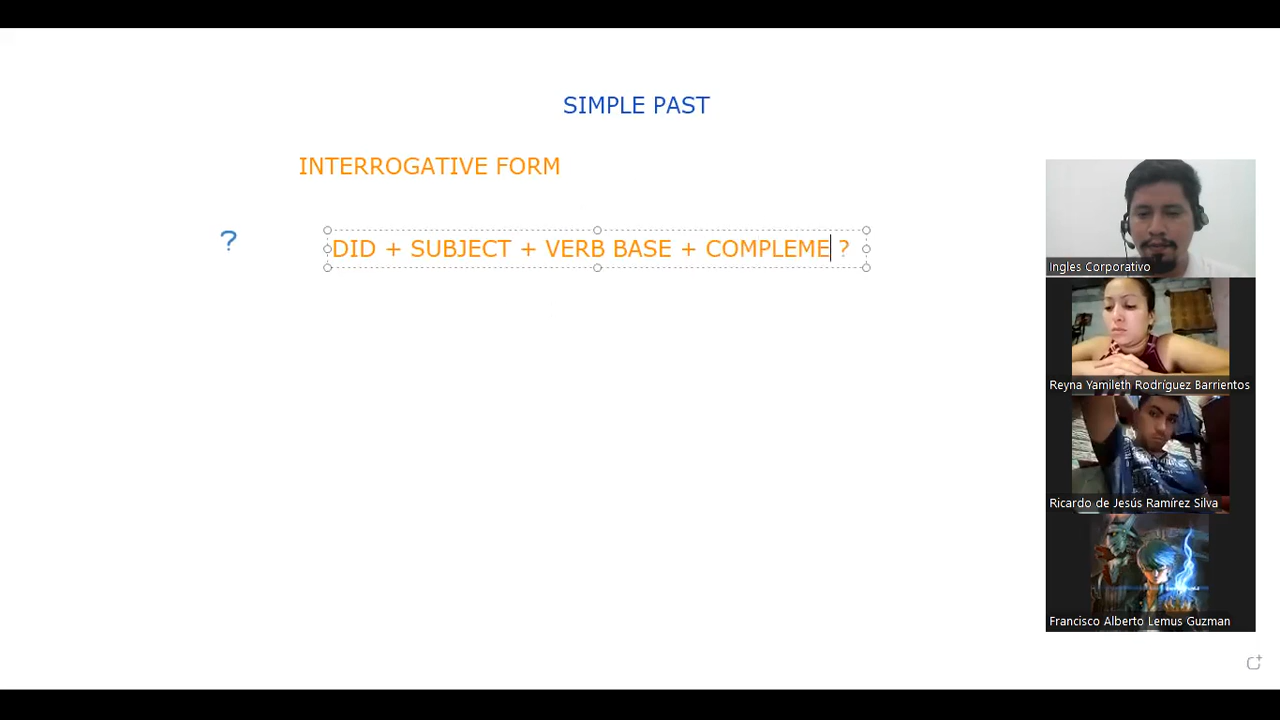 SIMPLE PAST
INTERROGATIVE FORM
?
DID + SUBJECT + VERB BASE + COMPLEME ?
Ingles Corporativo
Reyna Yamileth Rodríguez Barrientos
Ricardo de Jesús Ramírez Silva
Francisco Alberto Lemus Guzman